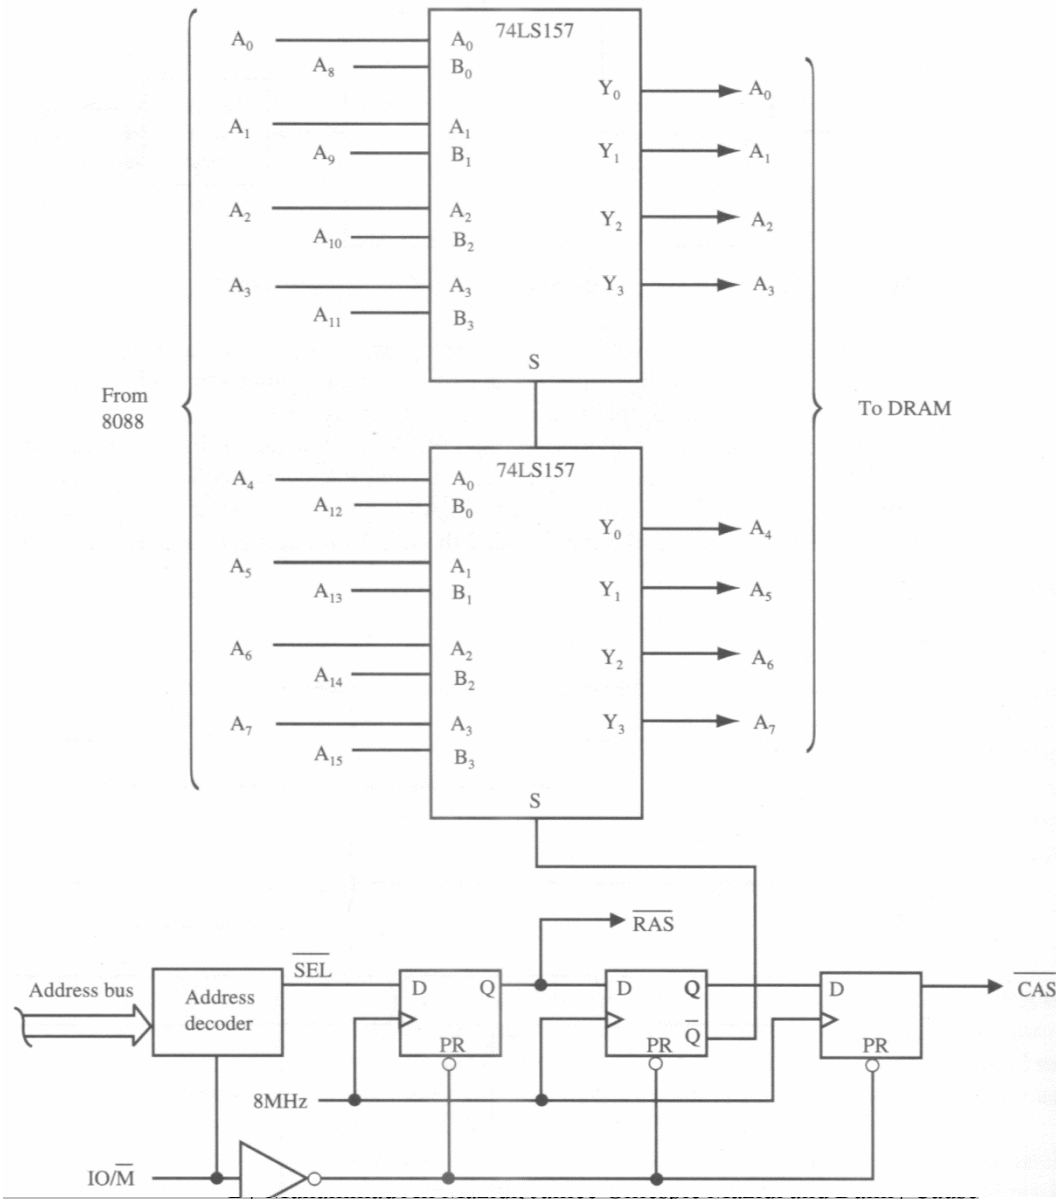 74LS157
A₀ A₀
A₈ B₀
Y₀ A₀
A₁ A₁
A₉ B₁
Y₁ A₁
A₂ A₂
A₁₀ B₂
Y₂ A₂
A₃ A₃
A₁₁ B₃
Y₃ A₃
S
From
8088
To DRAM
74LS157
A₄ A₀
A₁₂ B₀
Y₀ A₄
A₅ A₁
A₁₃ B₁
Y₁ A₅
A₆ A₂
A₁₄ B₂
Y₂ A₆
A₇ A₃
A₁₅ B₃
Y₃ A₇
S
R̅A̅S̅
S̅E̅L̅
Address bus
Address
decoder
D Q
PR
D Q
Q̅
PR
D
PR
C̅A̅S̅
8MHz
IO/M̅